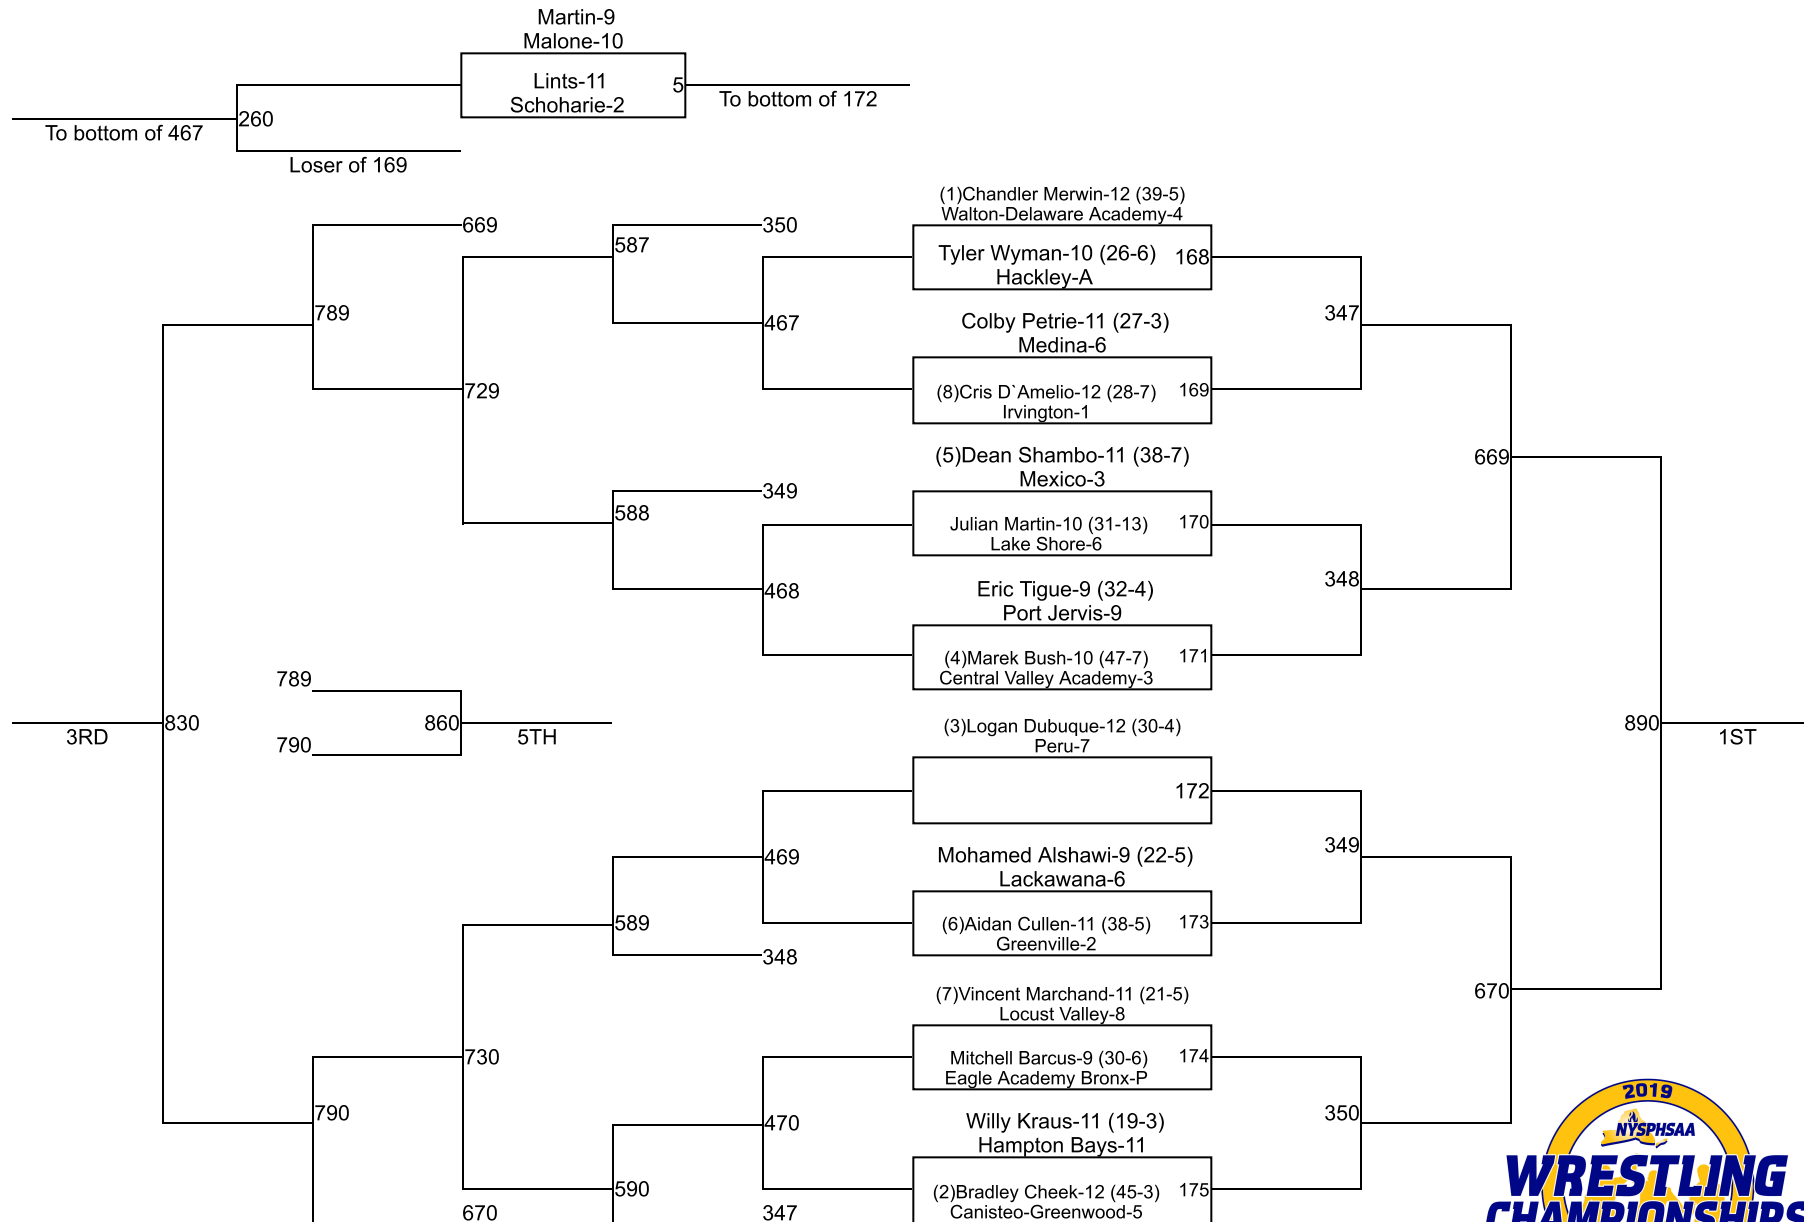 Martin-9
Malone-10
Lints-11
Schoharie-2
5
To bottom of 172
260
To bottom of 467
Loser of 169
(1)Chandler Merwin-12 (39-5)
Walton-Delaware Academy-4
669
587
350
Tyler Wyman-10 (26-6)
168
Hackley-A
789
467
Colby Petrie-11 (27-3)
347
Medina-6
729
(8)Cris D`Amelio-12 (28-7)
169
Irvington-1
(5)Dean Shambo-11 (38-7)
669
Mexico-3
588
349
Julian Martin-10 (31-13)
170
Lake Shore-6
468
Eric Tigue-9 (32-4)
348
Port Jervis-9
(4)Marek Bush-10 (47-7)
171
Central Valley Academy-3
789
3RD
830
790
860
5TH
(3)Logan Dubuque-12 (30-4)
Peru-7
890
1ST
172
469
Mohamed Alshawi-9 (22-5)
349
Lackawana-6
589
348
(6)Aidan Cullen-11 (38-5)
173
Greenville-2
(7)Vincent Marchand-11 (21-5)
670
Locust Valley-8
730
Mitchell Barcus-9 (30-6)
174
Eagle Academy Bronx-P
790
470
Willy Kraus-11 (19-3)
350
Hampton Bays-11
590
(2)Bradley Cheek-12 (45-3)
175
Canisteo-Greenwood-5
670
347
2019
NYSPHSAA
WRESTLING
CHAMPIONSHIPS